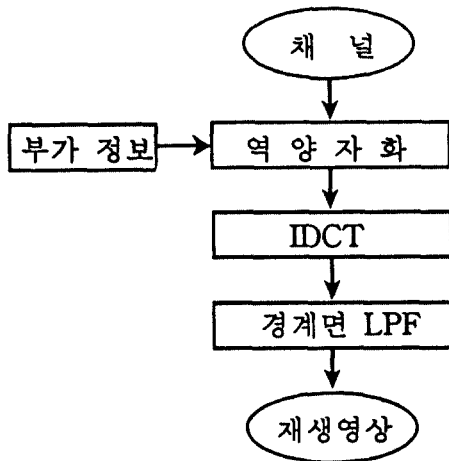 채 널
부가 정보
역 양 자 화
IDCT
경계면 LPF
재생영상